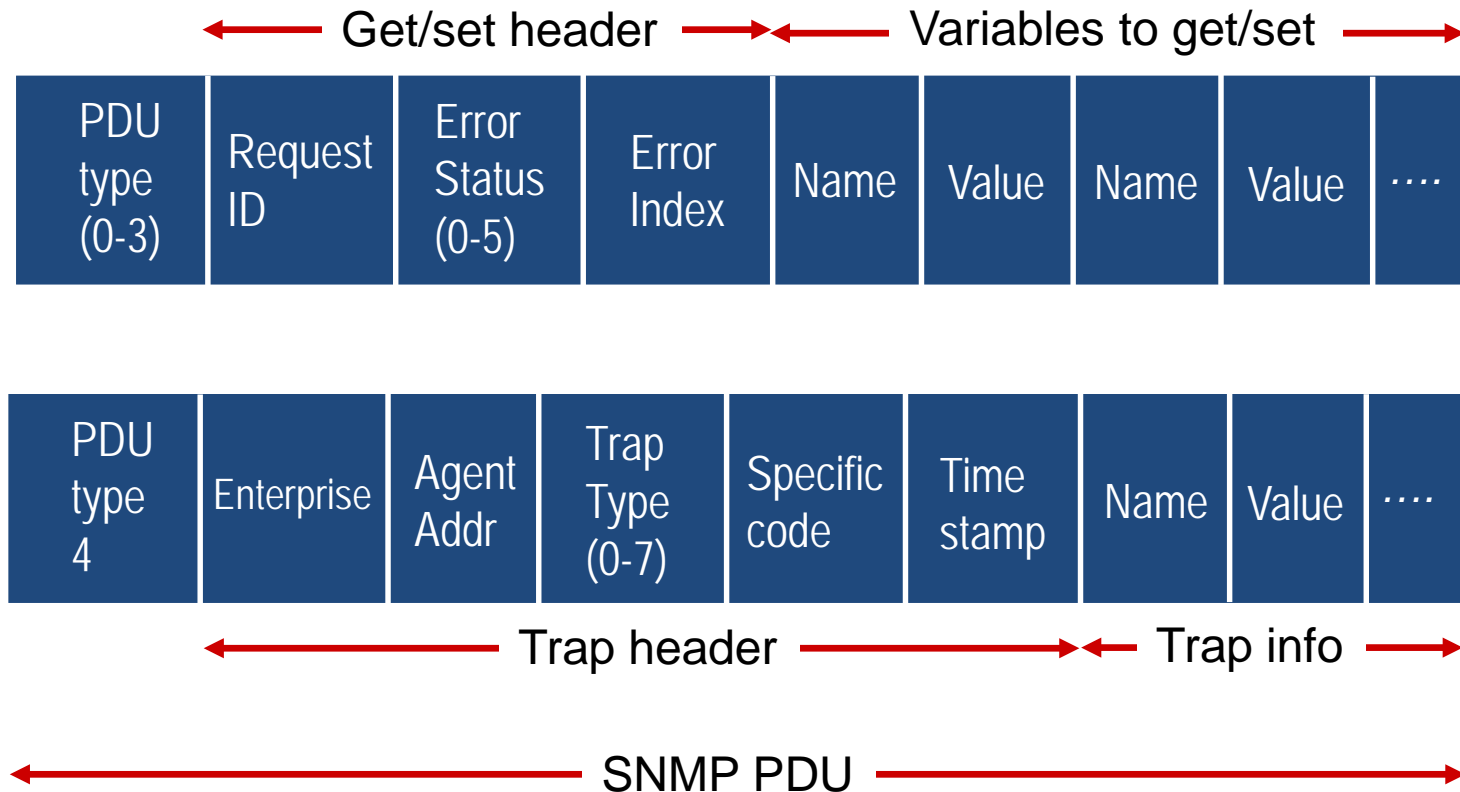 Get/set header
Variables to get/set
PDU
type
(0-3)
Request
ID
Error
Status
(0-5)
Error
Index
Name
Value
Name
Value
....
PDU
type
4
Enterprise
Agent
Addr
Trap
Type
(0-7)
Specific
code
Time
stamp
Name
Value
....
Trap header
Trap info
SNMP PDU